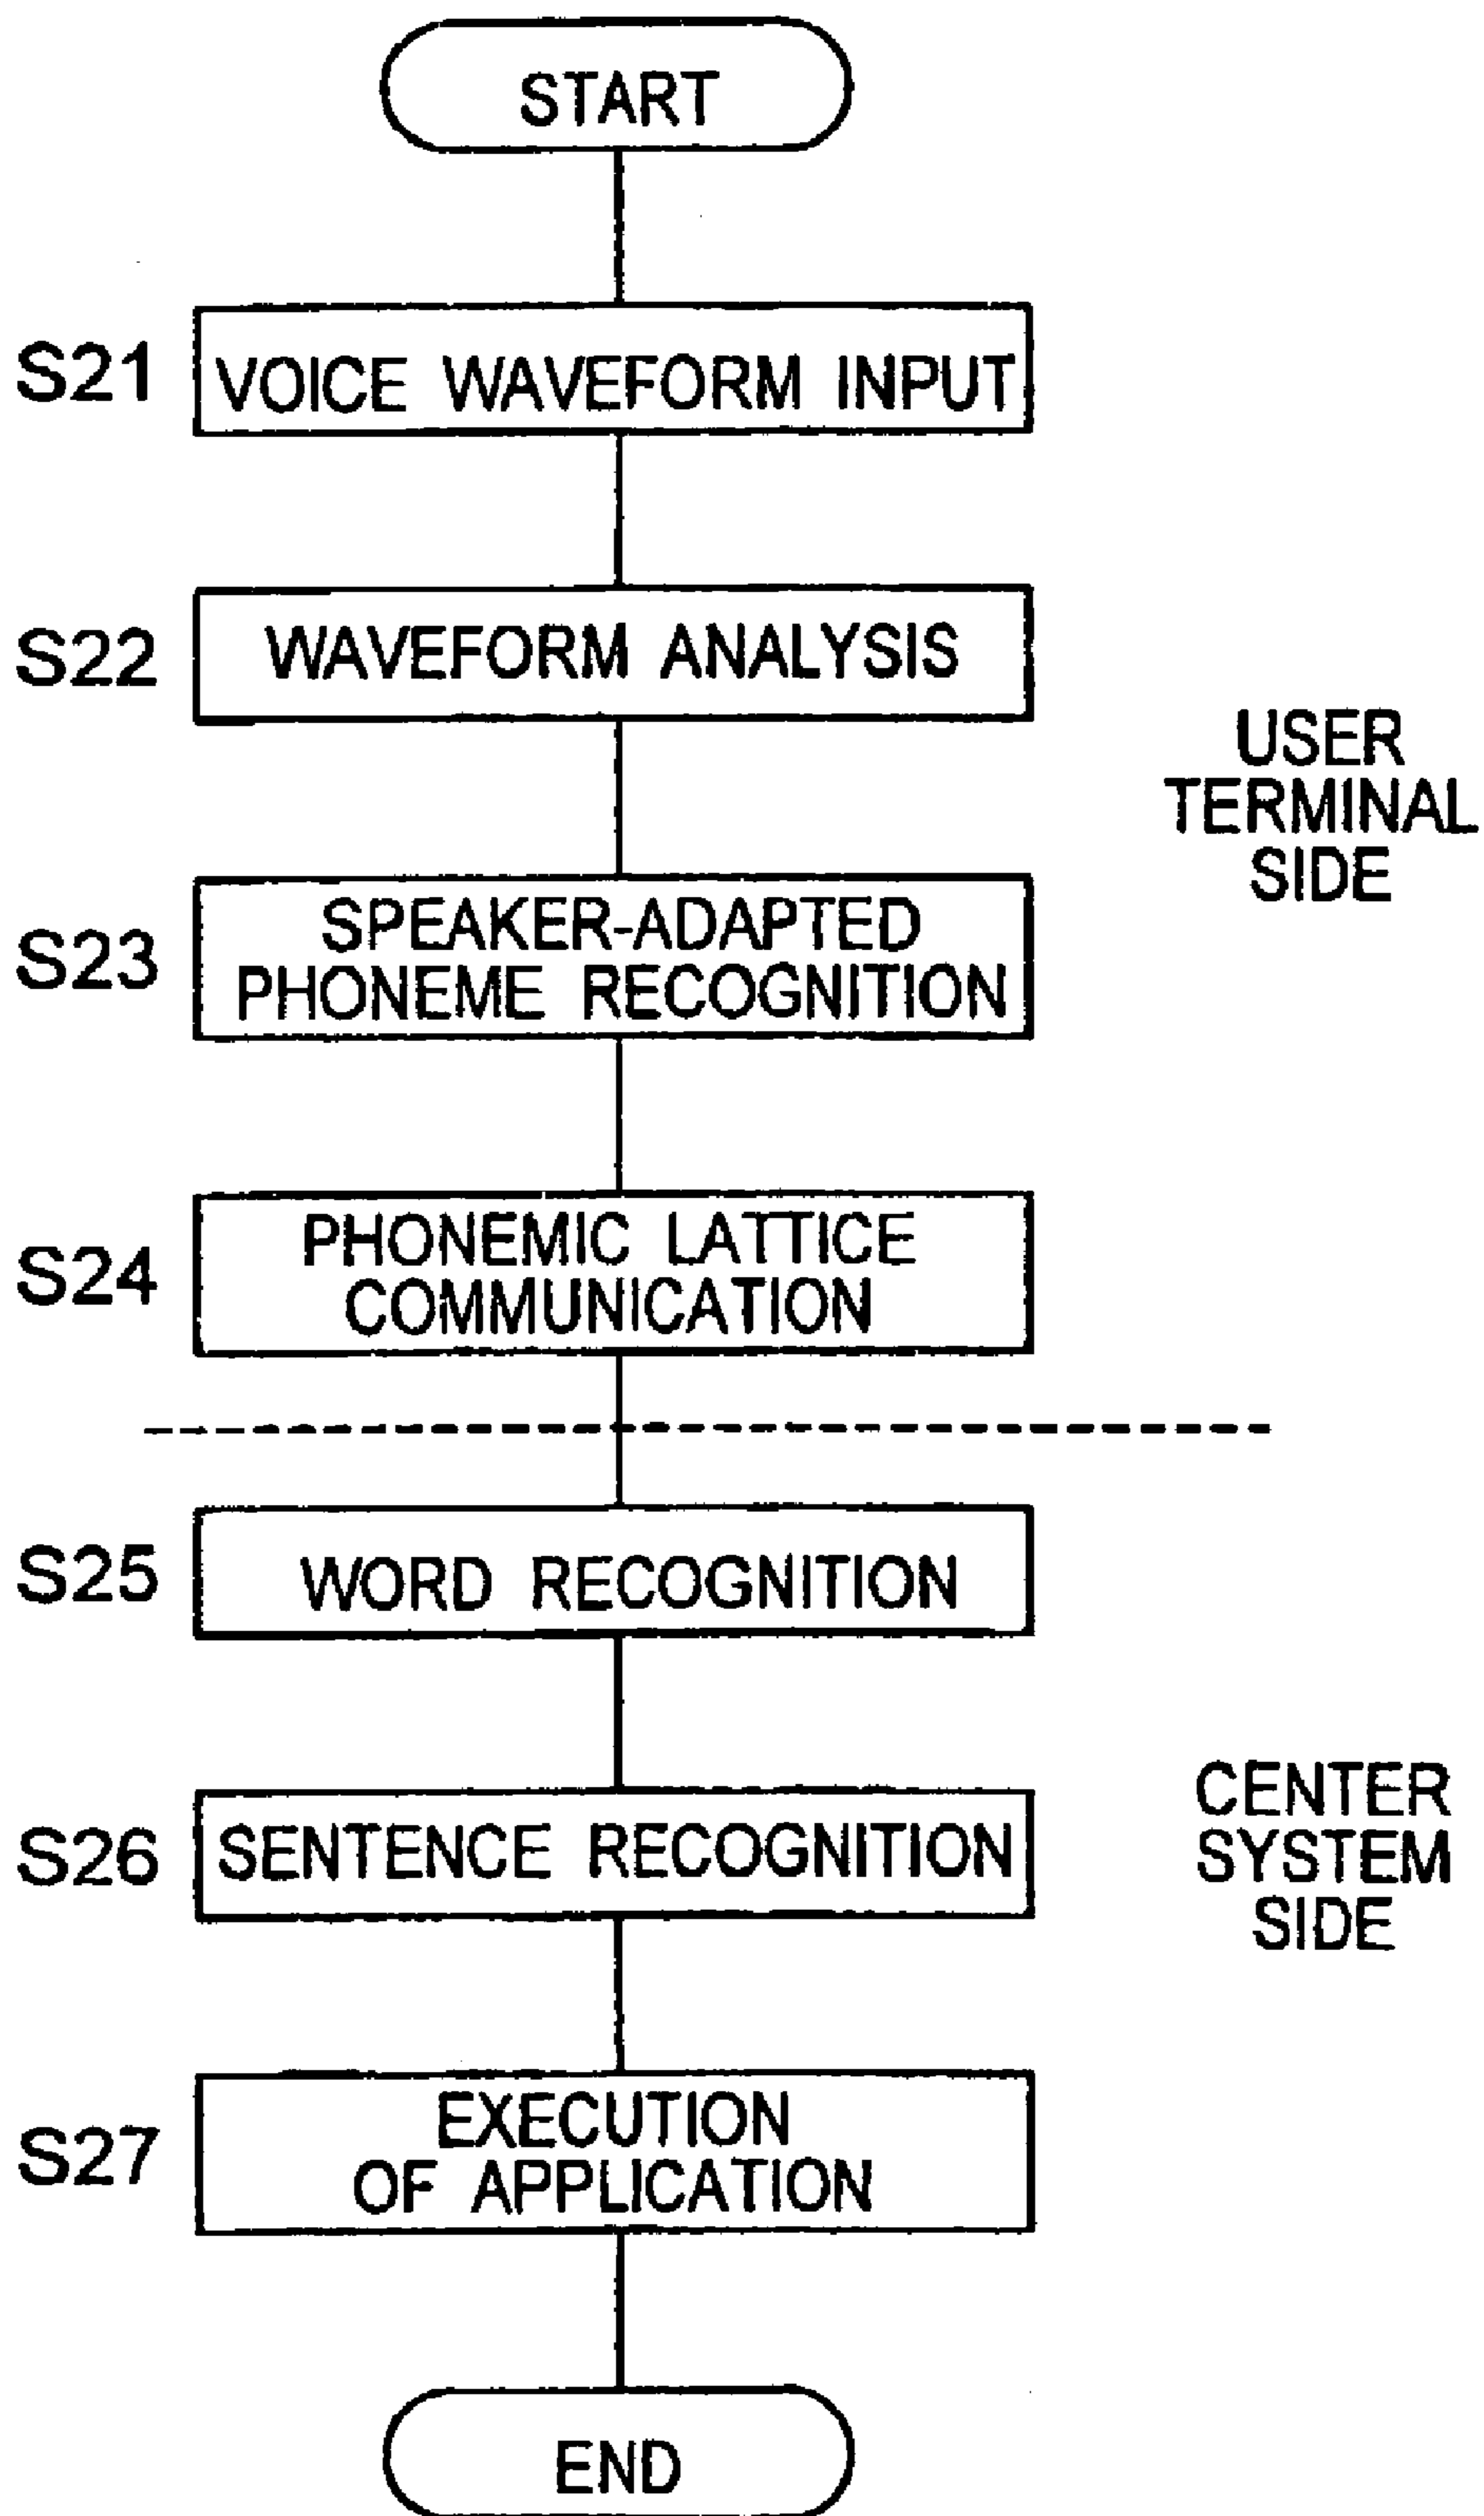 START
S21
VOICE WAVEFORM INPUT
S22
WAVEFORM ANALYSIS
USER
TERMINAL
SIDE
S23
SPEAKER-ADAPTED
PHONEME RECOGNITION
S24
PHONEMIC LATTICE
COMMUNICATION
S25
WORD RECOGNITION
S26
SENTENCE RECOGNITION
CENTER
SYSTEM
SIDE
S27
EXECUTION
OF APPLICATION
END